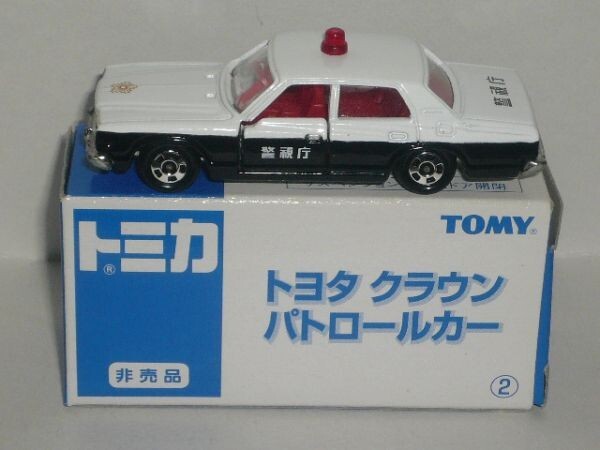 警視庁
警視庁
TOMY®
トミカ®
トヨタ クラウン
パトロールカー
非売品
②